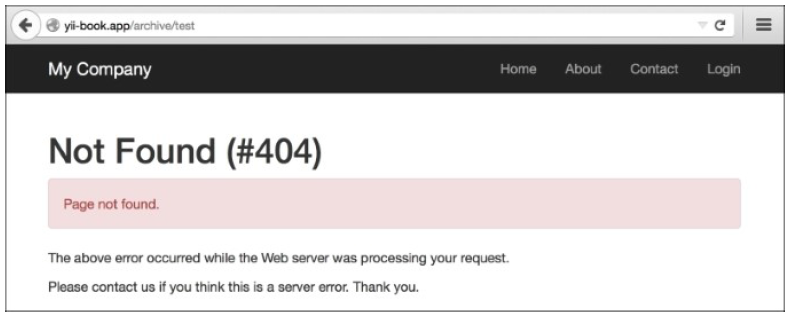 yii-book.app/archive/test
My Company Home About Contact Login
Not Found (#404)
Page not found.
The above error occurred while the Web server was processing your request.
Please contact us if you think this is a server error. Thank you.